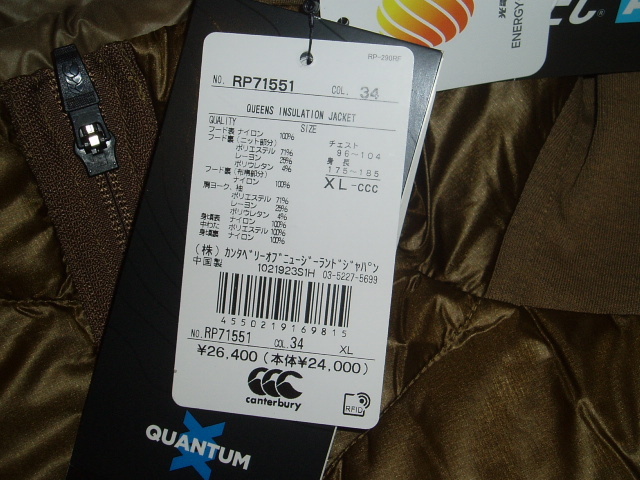 RP-290RF
光電
ENERGY
NO. RP71551 COL. 34
QUEENS INSULATION JACKET
QUALITY SIZE
フード表 ナイロン 100%
フード裏(ニット部分)
ポリエステル 71%
レーヨン 25%
ポリウレタン 4%
フード裏(布帛部分)
ナイロン 100%
肩ヨーク、袖
ポリエステル 71%
レーヨン 25%
ポリウレタン 4%
身頃表 ナイロン 100%
中わた ポリエステル 100%
身頃裏 ナイロン 100%
チェスト
96-104
身長
175-185
XL-CCC
(株)カンタベリーオブニュージーランドジャパン
中国製 1021923S1H 03-5227-5699
4550219169815
NO. RP71551 COL. 34 XL
¥26,400(本体¥24,000)
CCC
canterbury
RFID
QUANTUM
X